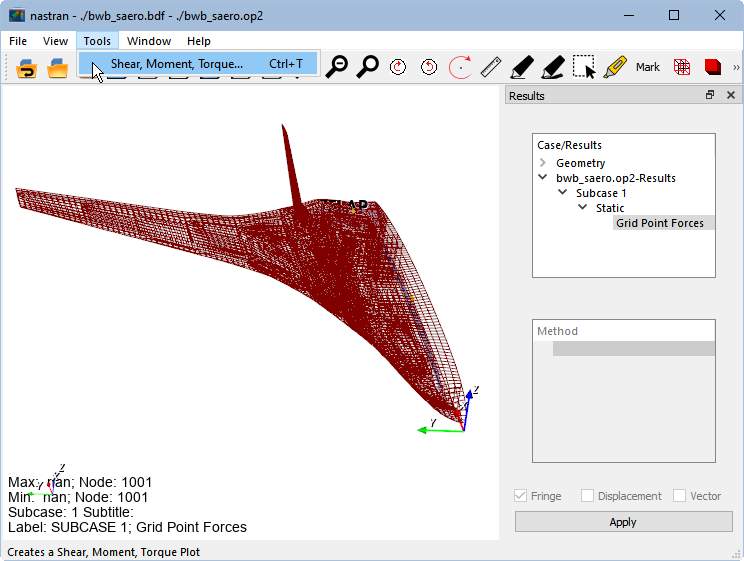 nastran - ./bwb_saero.bdf - ./bwb_saero.op2
File View Tools Window Help
Shear, Moment, Torque... Ctrl+T
Mark
Results
Case/Results
Geometry
bwb_saero.op2-Results
Subcase 1
Static
Grid Point Forces
Method
Z
Y
Z
Y
Max: nan; Node: 1001
Min: nan; Node: 1001
Subcase: 1 Subtitle:
Label: SUBCASE 1; Grid Point Forces
Fringe Displacement Vector
Apply
Creates a Shear, Moment, Torque Plot